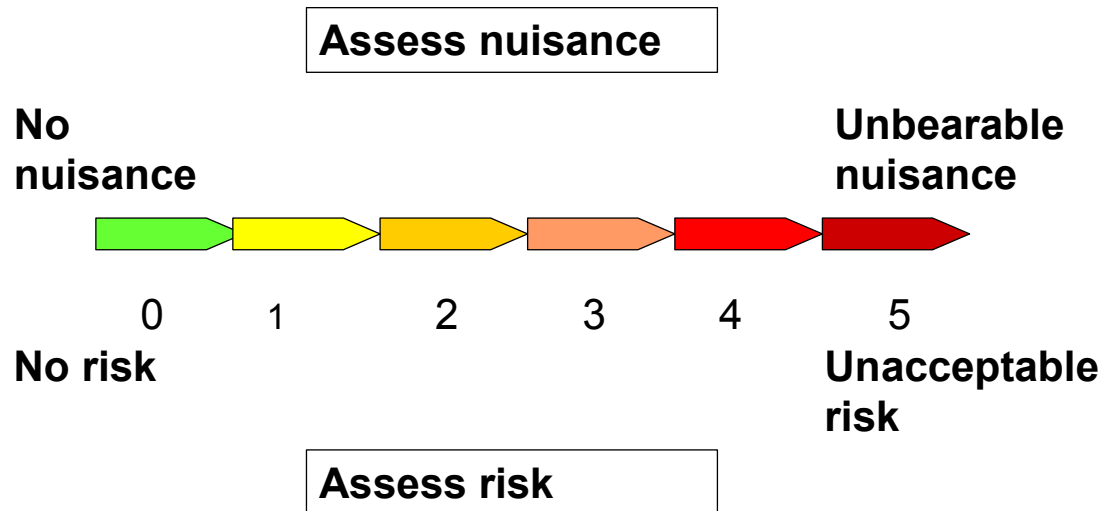 Assess nuisance
No
nuisance
Unbearable
nuisance
0 1 2 3 4 5
No risk
Unacceptable
risk
Assess risk